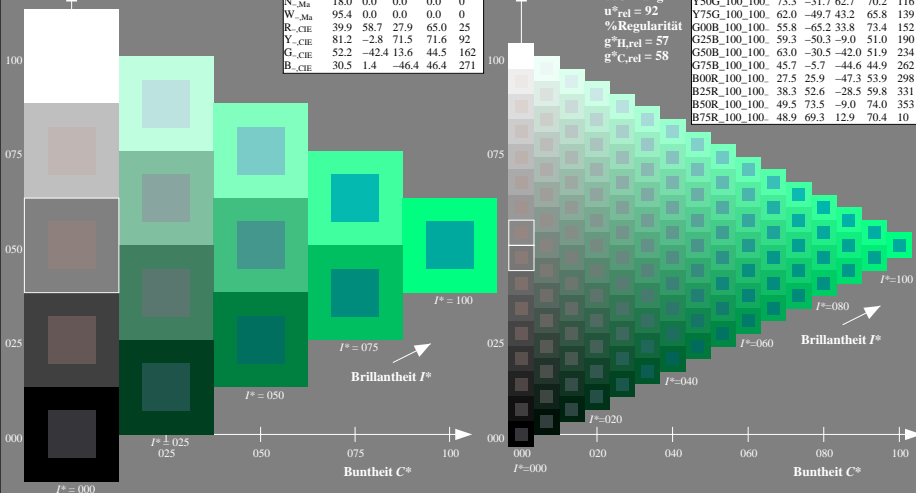 N–,Ma 18.0 0.0 0.0 0.0 0
W–,Ma 95.4 0.0 0.0 0.0 0
R–,CIE 39.9 58.7 27.9 65.0 25
Y–,CIE 81.2 –2.8 71.5 71.6 92
G–,CIE 52.2 –42.4 13.6 44.5 162
B–,CIE 30.5 1.4 –46.4 46.4 271
100
075
050
025
000
I* = 100
I* = 075
I* = 050
I* = 025
I* = 000
Brillantheit I*
025 050 075 100
Buntheit C*
u*rel = 92
%Regularität
g*H,rel = 57
g*C,rel = 58
Y50G_100_100– 73.3 –31.7 62.7 70.2 116
Y75G_100_100– 62.0 –49.7 43.2 65.8 139
G00B_100_100– 55.8 –65.2 33.8 73.4 152
G25B_100_100– 59.3 –50.3 –9.0 51.0 190
G50B_100_100– 63.0 –30.5 –42.0 51.9 234
G75B_100_100– 45.7 –5.7 –44.6 44.9 262
B00R_100_100– 27.5 25.9 –47.3 53.9 298
B25R_100_100– 38.3 52.6 –28.5 59.8 331
B50R_100_100– 49.5 73.5 –9.0 74.0 353
B75R_100_100– 48.9 69.3 12.9 70.4 10
100
075
050
025
000
I*=100
I*=080
I*=060
I*=040
I*=020
I*=000
Brillantheit I*
000 020 040 060 080 100
Buntheit C*